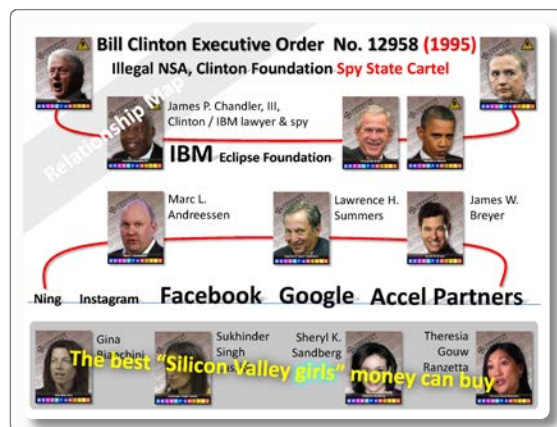 Bill Clinton Executive Order No. 12958 (1995)
Illegal NSA, Clinton Foundation Spy State Cartel
Relationship Map
James P. Chandler, III,
Clinton / IBM lawyer & spy
IBM Eclipse Foundation
Marc L.
Andreessen
Lawrence H.
Summers
James W.
Breyer
Ning Instagram Facebook Google Accel Partners
Gina
Sukhinder
Singh
Sheryl K.
Sandberg
Theresia
Gouw
Ranzetta
The best "Silicon Valley girls" money can buy